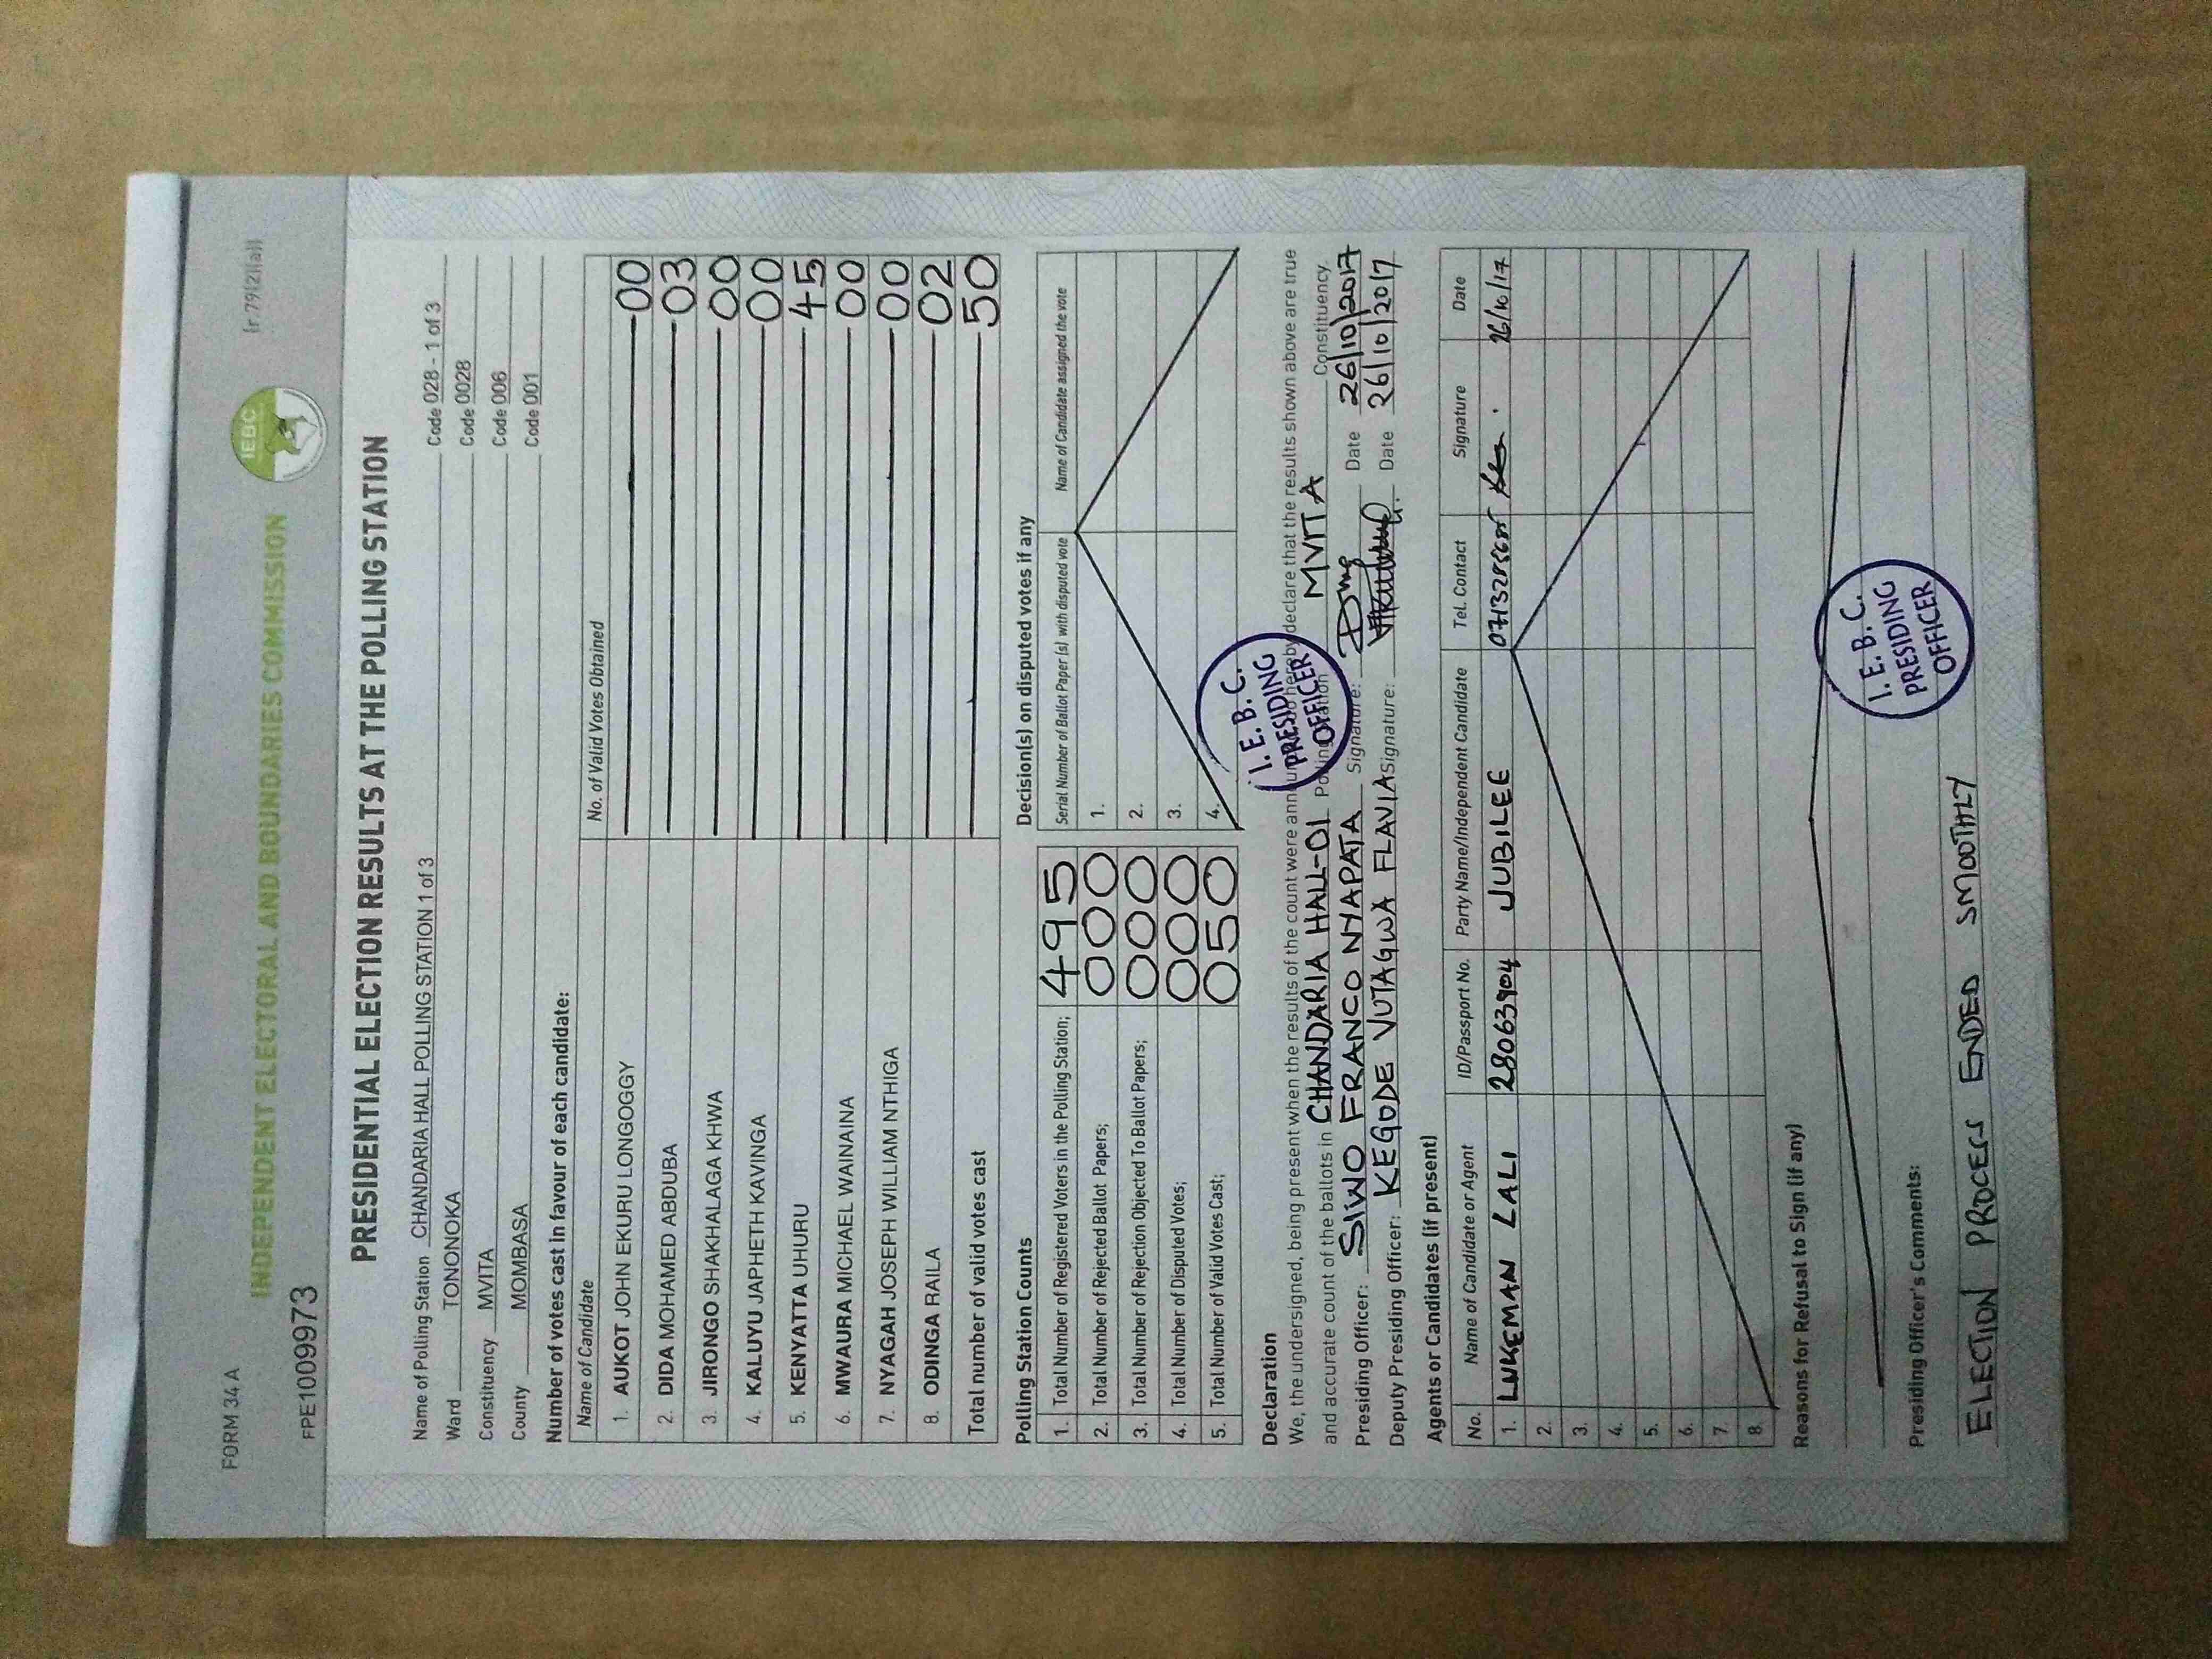 FORM 34 A
(r.79(2)(a))
INDEPENDENT ELECTORAL AND BOUNDARIES COMMISSION
IEBC
FPE1009973
PRESIDENTIAL ELECTION RESULTS AT THE POLLING STATION
Name of Polling Station CHANDARIA HALL POLLING STATION 1 of 3 Code 028 - 1 of 3
Ward TONONOKA Code 0028
Constituency MVITA Code 006
County MOMBASA Code 001
Number of votes cast in favour of each candidate:
Name of Candidate No. of Valid Votes Obtained
1. AUKOT JOHN EKURU LONGOGGY 00
2. DIDA MOHAMED ABDUBA 03
3. JIRONGO SHAKHALAGA KHWA 00
4. KALUYU JAPHETH KAVINGA 00
5. KENYATTA UHURU 45
6. MWAURA MICHAEL WAINAINA 00
7. NYAGAH JOSEPH WILLIAM NTHIGA 00
8. ODINGA RAILA 02
Total number of valid votes cast 50
Polling Station Counts
1. Total Number of Registered Voters in the Polling Station; 495
2. Total Number of Rejected Ballot Papers; 000
3. Total Number of Rejection Objected To Ballot Papers; 000
4. Total Number of Disputed Votes; 000
5. Total Number of Valid Votes Cast; 050
Decision(s) on disputed votes if any
Serial Number of Ballot Paper (s) with disputed vote Name of Candidate assigned the vote
1.
2.
3.
4.
I. E. B. C.
PRESIDING
OFFICER
Declaration
We, the undersigned, being present when the results of the count were announced, do hereby declare that the results shown above are true
and accurate count of the ballots in CHANDARIA HALL-01 Polling Station MVITA Constituency.
Presiding Officer: SIWO FRANCO NYAPATA Signature: Date 26/10/2017
Deputy Presiding Officer: KEGODE VUTAGWA FLAVIA Signature: Date 26/10/2017
Agents or Candidates (if present)
No. Name of Candidate or Agent ID/Passport No. Party Name/Independent Candidate Tel. Contact Signature Date
1. LUKEMAN LALI 28063904 JUBILEE 26/10/17
2.
3.
4.
5.
6.
7.
8.
Reasons for Refusal to Sign (if any)
I. E. B. C.
PRESIDING
OFFICER
Presiding Officer's Comments:
ELECTION PROCESS ENDED SMOOTHLY